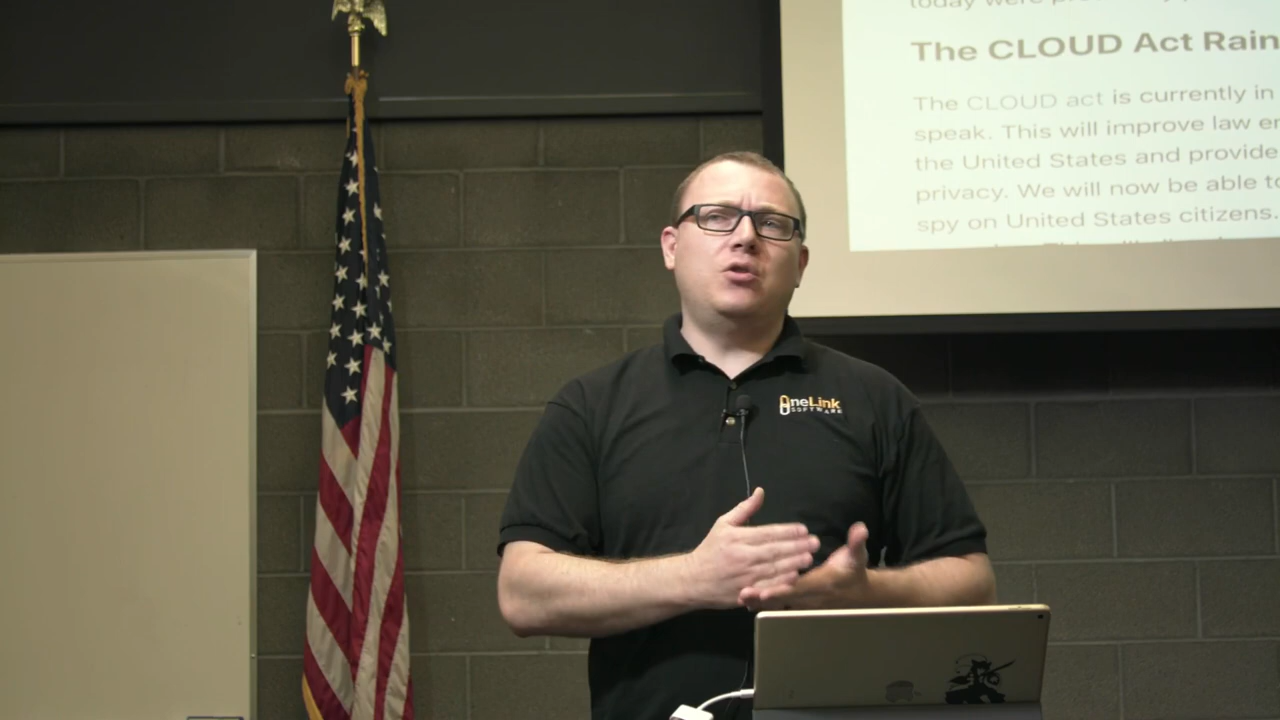 The CLOUD Act Rain
The CLOUD act is currently in
speak. This will improve law en
the United States and provide
privacy. We will now be able to
spy on United States citizens.
OneLink
SOFTWARE